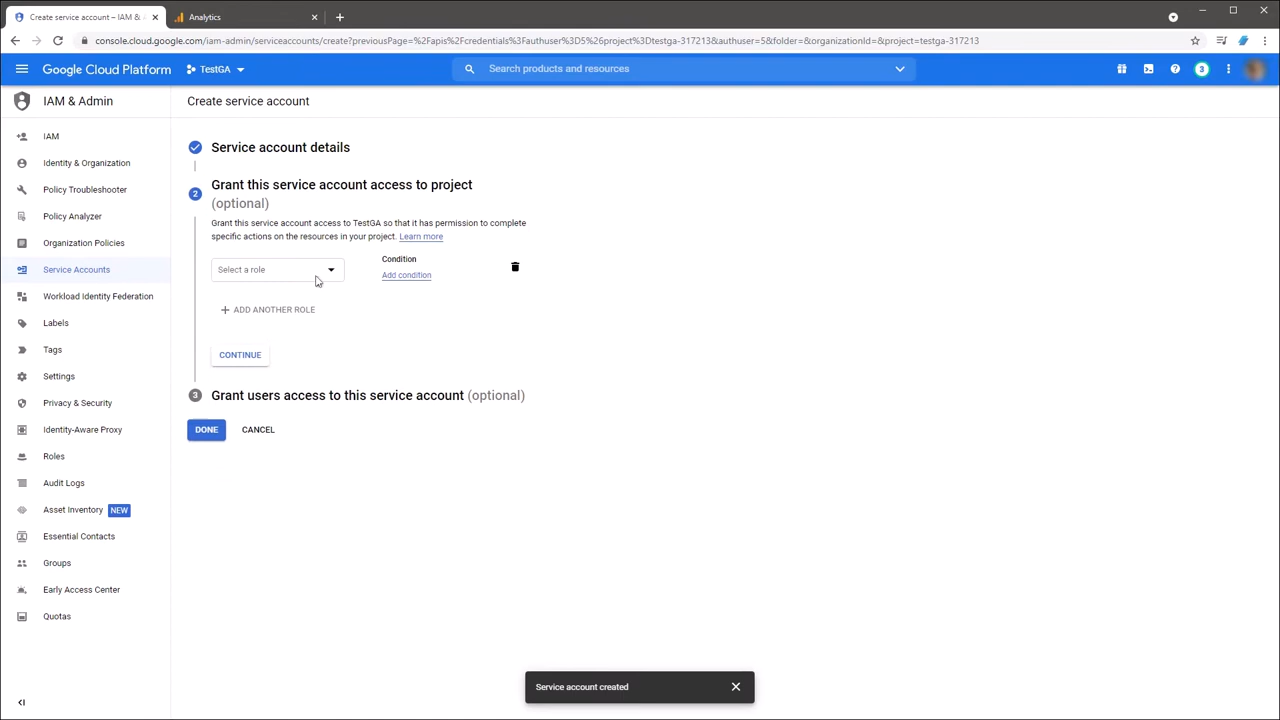 Create service account – IAM & A
Analytics
console.cloud.google.com/iam-admin/serviceaccounts/create?previousPage=%2Fapis%2Fcredentials%3Fauthuser%3D5%26project%3Dtestga-317213&authuser=5&folder=&organizationId=&project=testga-317213
Google Cloud Platform
TestGA
Search products and resources
3
IAM & Admin
Create service account
IAM
Identity & Organization
Policy Troubleshooter
Policy Analyzer
Organization Policies
Service Accounts
Workload Identity Federation
Labels
Tags
Settings
Privacy & Security
Identity-Aware Proxy
Roles
Audit Logs
Asset Inventory NEW
Essential Contacts
Groups
Early Access Center
Quotas
Service account details
2
Grant this service account access to project
(optional)
Grant this service account access to TestGA so that it has permission to complete
specific actions on the resources in your project. Learn more
Select a role
Condition
Add condition
ADD ANOTHER ROLE
CONTINUE
3
Grant users access to this service account (optional)
DONE
CANCEL
Service account created